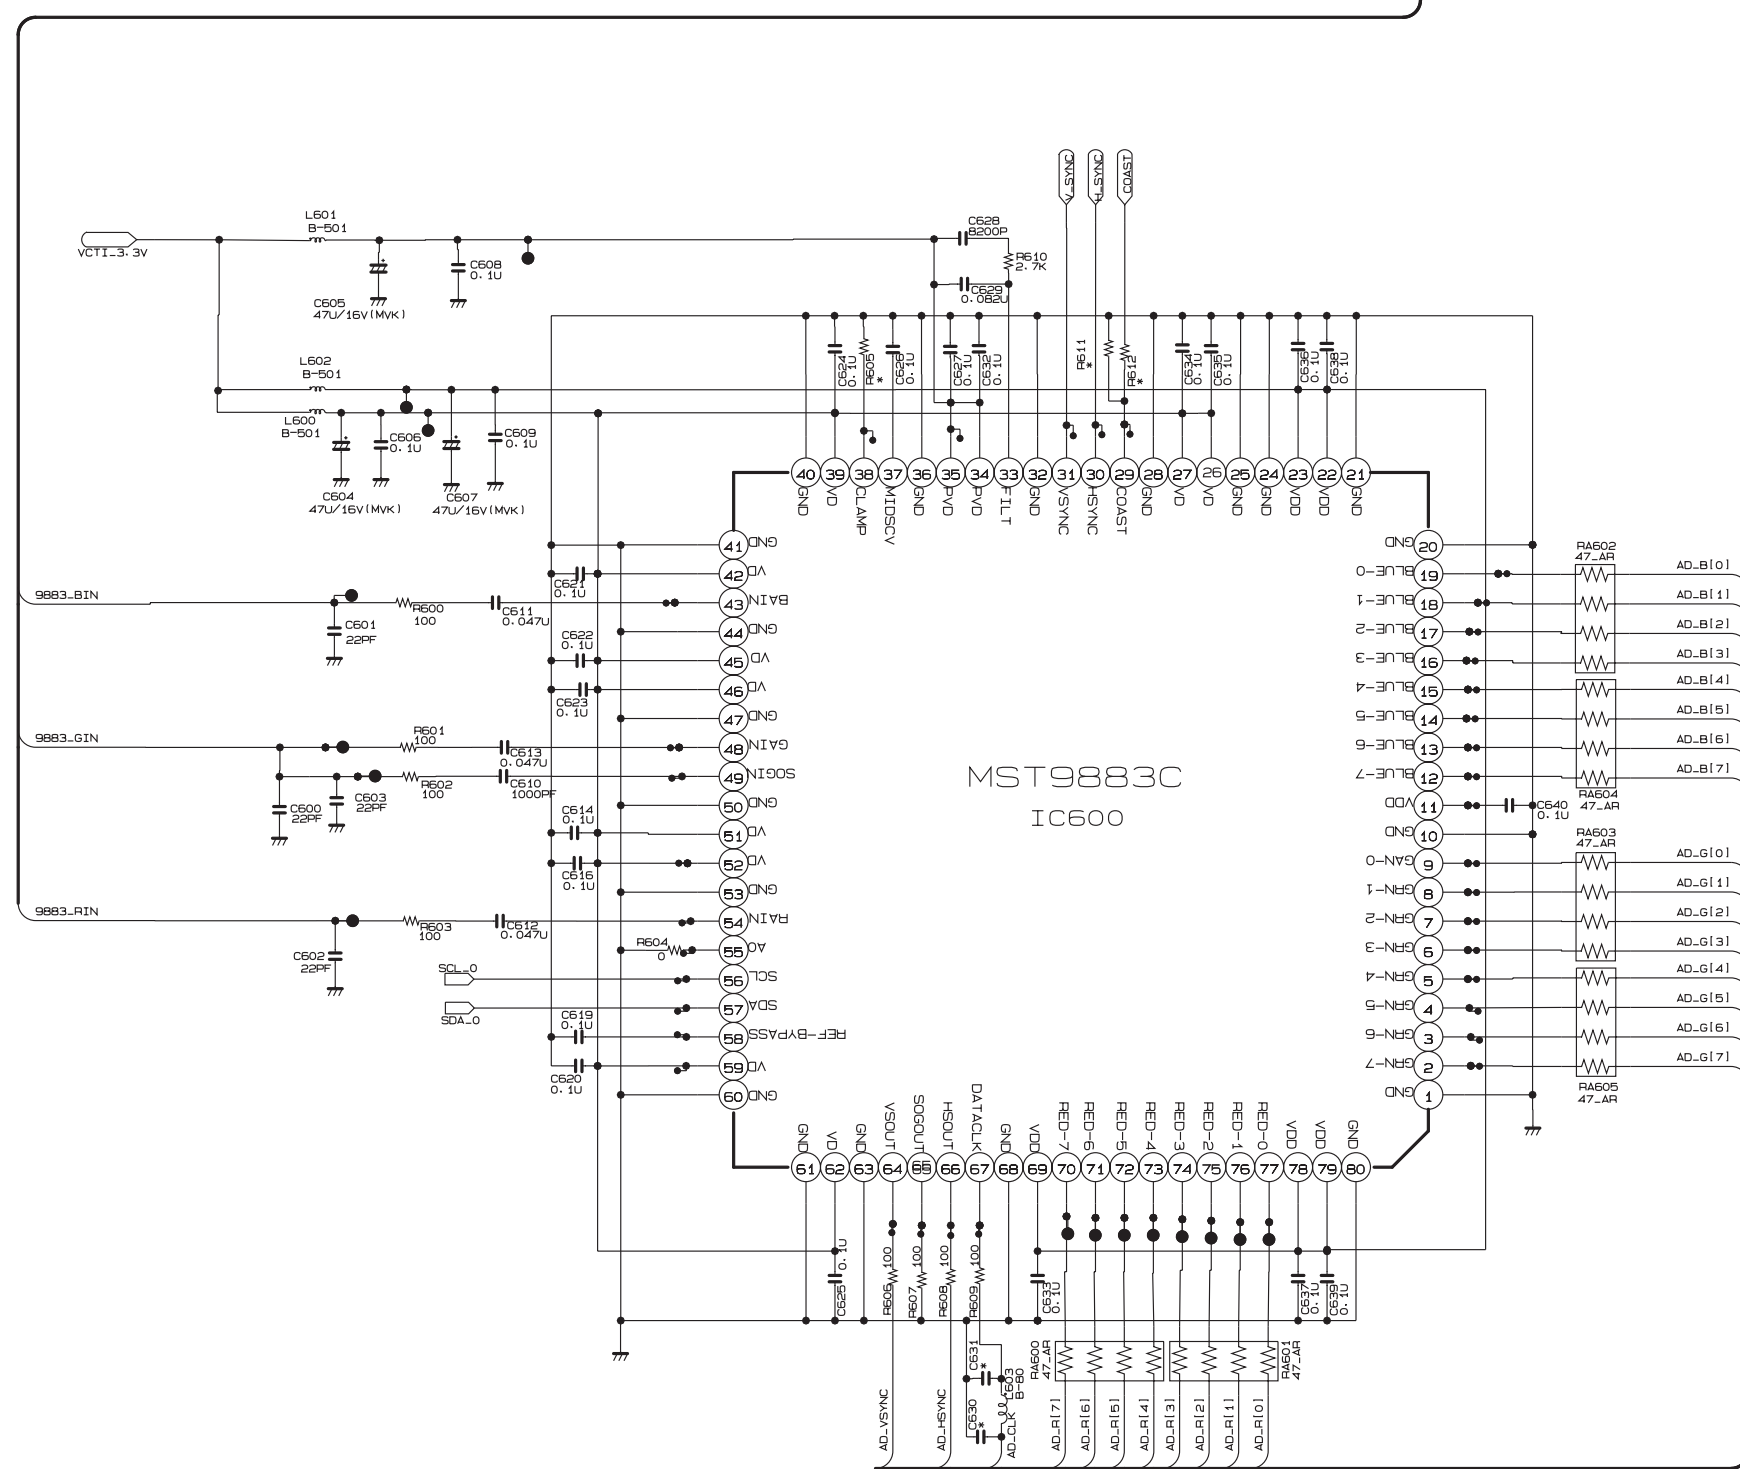 V_SYNC
H_SYNC
COAST
VCTI_3.3V
L601
B-501
C605
47U/16V(MVK)
C608
0.1U
C628
8200P
R610
2.7K
C629
0.082U
L602
B-501
L600
B-501
C604
47U/16V(MVK)
C606
0.1U
C607
47U/16V(MVK)
C609
0.1U
C624
0.1U
R605
*
C626
0.1U
C627
0.1U
C632
0.1U
R611
*
R612
*
C634
0.1U
C635
0.1U
C636
0.1U
C638
0.1U
40 39 38 37 36 35 34 33 32 31 30 29 28 27 26 25 24 23 22 21
GND VD CLAMP MIDSCV GND PVD PVD FILT GND VSYNC HSYNC COAST GND VD VD GND GND VDD VDD GND
9883_BIN
C601
22PF
R600
100
C611
0.047U
9883_GIN
R601
100
C613
0.047U
R602
100
C610
1000PF
C600
22PF
C603
22PF
9883_RIN
C602
22PF
R603
100
C612
0.047U
R604
0
SCL_0
SDA_0
C621
0.1U
C622
0.1U
C623
0.1U
C614
0.1U
C616
0.1U
C619
0.1U
C620
0.1U
41 GND
42 VD
43 BAIN
44 GND
45 VD
46 VD
47 GND
48 GAIN
49 SOGIN
50 GND
51 VD
52 VD
53 GND
54 RAIN
55 A0
56 SCL
57 SDA
58 REF-BYPASS
59 VD
60 GND
MST9883C
IC600
GND 20
BLUE-0 19
BLUE-1 18
BLUE-2 17
BLUE-3 16
BLUE-4 15
BLUE-5 14
BLUE-6 13
BLUE-7 12
VDD 11
GND 10
GAN-0 9
GRN-1 8
GRN-2 7
GRN-3 6
GRN-4 5
GRN-5 4
GRN-6 3
GRN-7 2
GND 1
RA602
47_AR
AD_B[0]
AD_B[1]
AD_B[2]
AD_B[3]
AD_B[4]
AD_B[5]
AD_B[6]
AD_B[7]
RA604
47_AR
C640
0.1U
RA603
47_AR
AD_G[0]
AD_G[1]
AD_G[2]
AD_G[3]
AD_G[4]
AD_G[5]
AD_G[6]
AD_G[7]
RA605
47_AR
GND VD GND VSOUT SOGOUT HSOUT DATACLK GND VDD RED-7 RED-6 RED-5 RED-4 RED-3 RED-2 RED-1 RED-0 VDD VDD GND
61 62 63 64 65 66 67 68 69 70 71 72 73 74 75 76 77 78 79 80
C625
0.1U
R606
100
R607
100
R608
100
R609
100
C633
0.1U
C637
0.1U
C639
0.1U
C631
*
C630
*
L603
B-80
RA600
47_AR
RA601
47_AR
AD_VSYNC
AD_HSYNC
AD_CLK
AD_R[7]
AD_R[6]
AD_R[5]
AD_R[4]
AD_R[3]
AD_R[2]
AD_R[1]
AD_R[0]